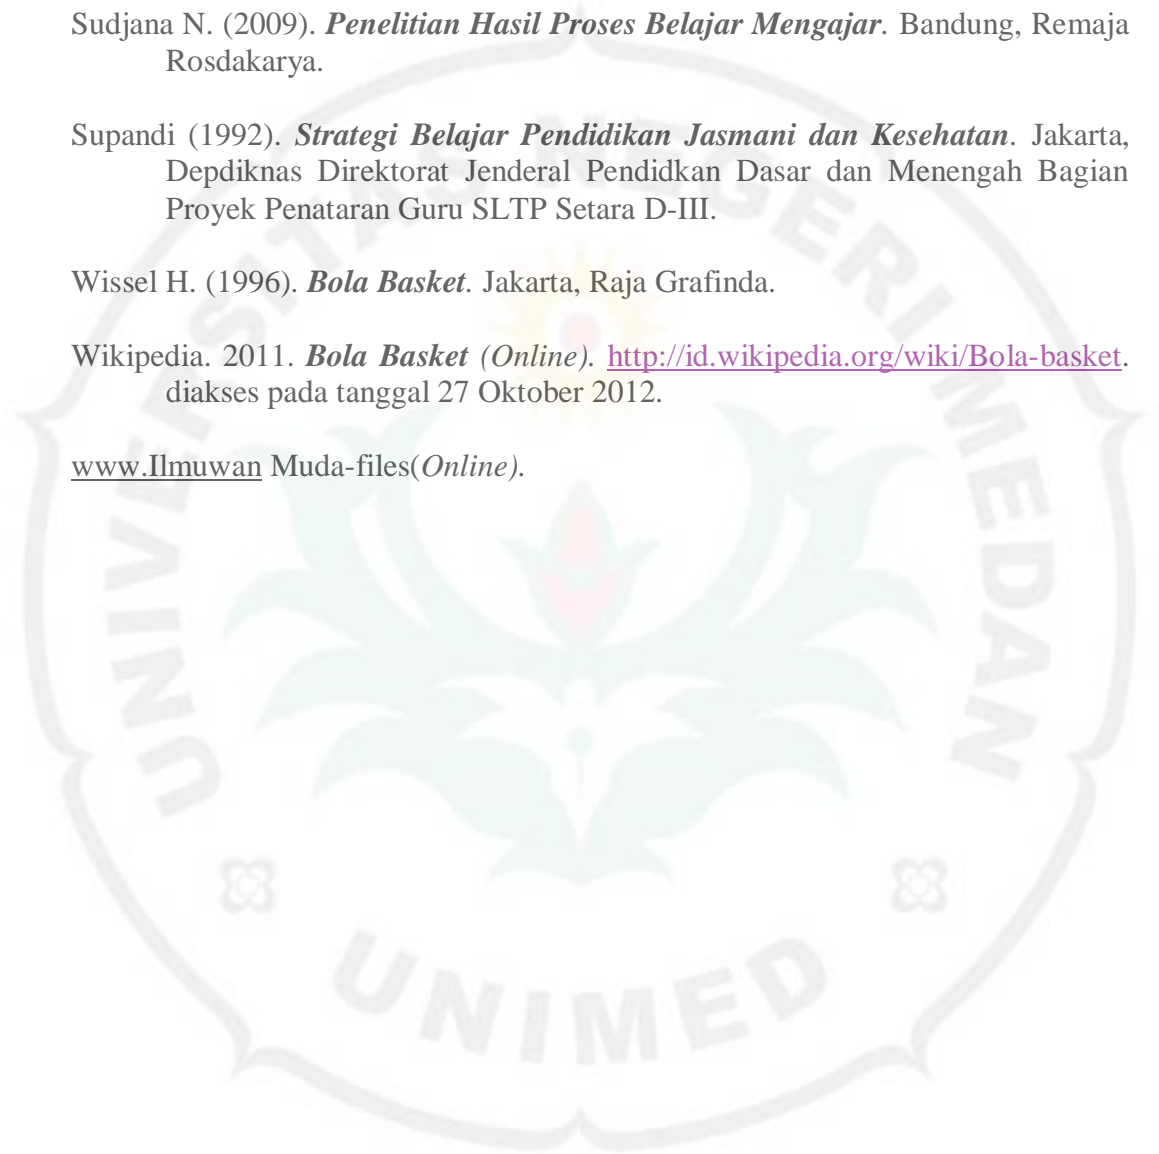 Sudjana N. (2009). Penelitian Hasil Proses Belajar Mengajar. Bandung, Remaja
Rosdakarya.
Supandi (1992). Strategi Belajar Pendidikan Jasmani dan Kesehatan. Jakarta,
Depdiknas Direktorat Jenderal Pendidkan Dasar dan Menengah Bagian
Proyek Penataran Guru SLTP Setara D-III.
Wissel H. (1996). Bola Basket. Jakarta, Raja Grafinda.
Wikipedia. 2011. Bola Basket (Online). http://id.wikipedia.org/wiki/Bola-basket.
diakses pada tanggal 27 Oktober 2012.
www.Ilmuwan Muda-files(Online).
UNIVERSITAS NEGERI MEDAN
UNIMED